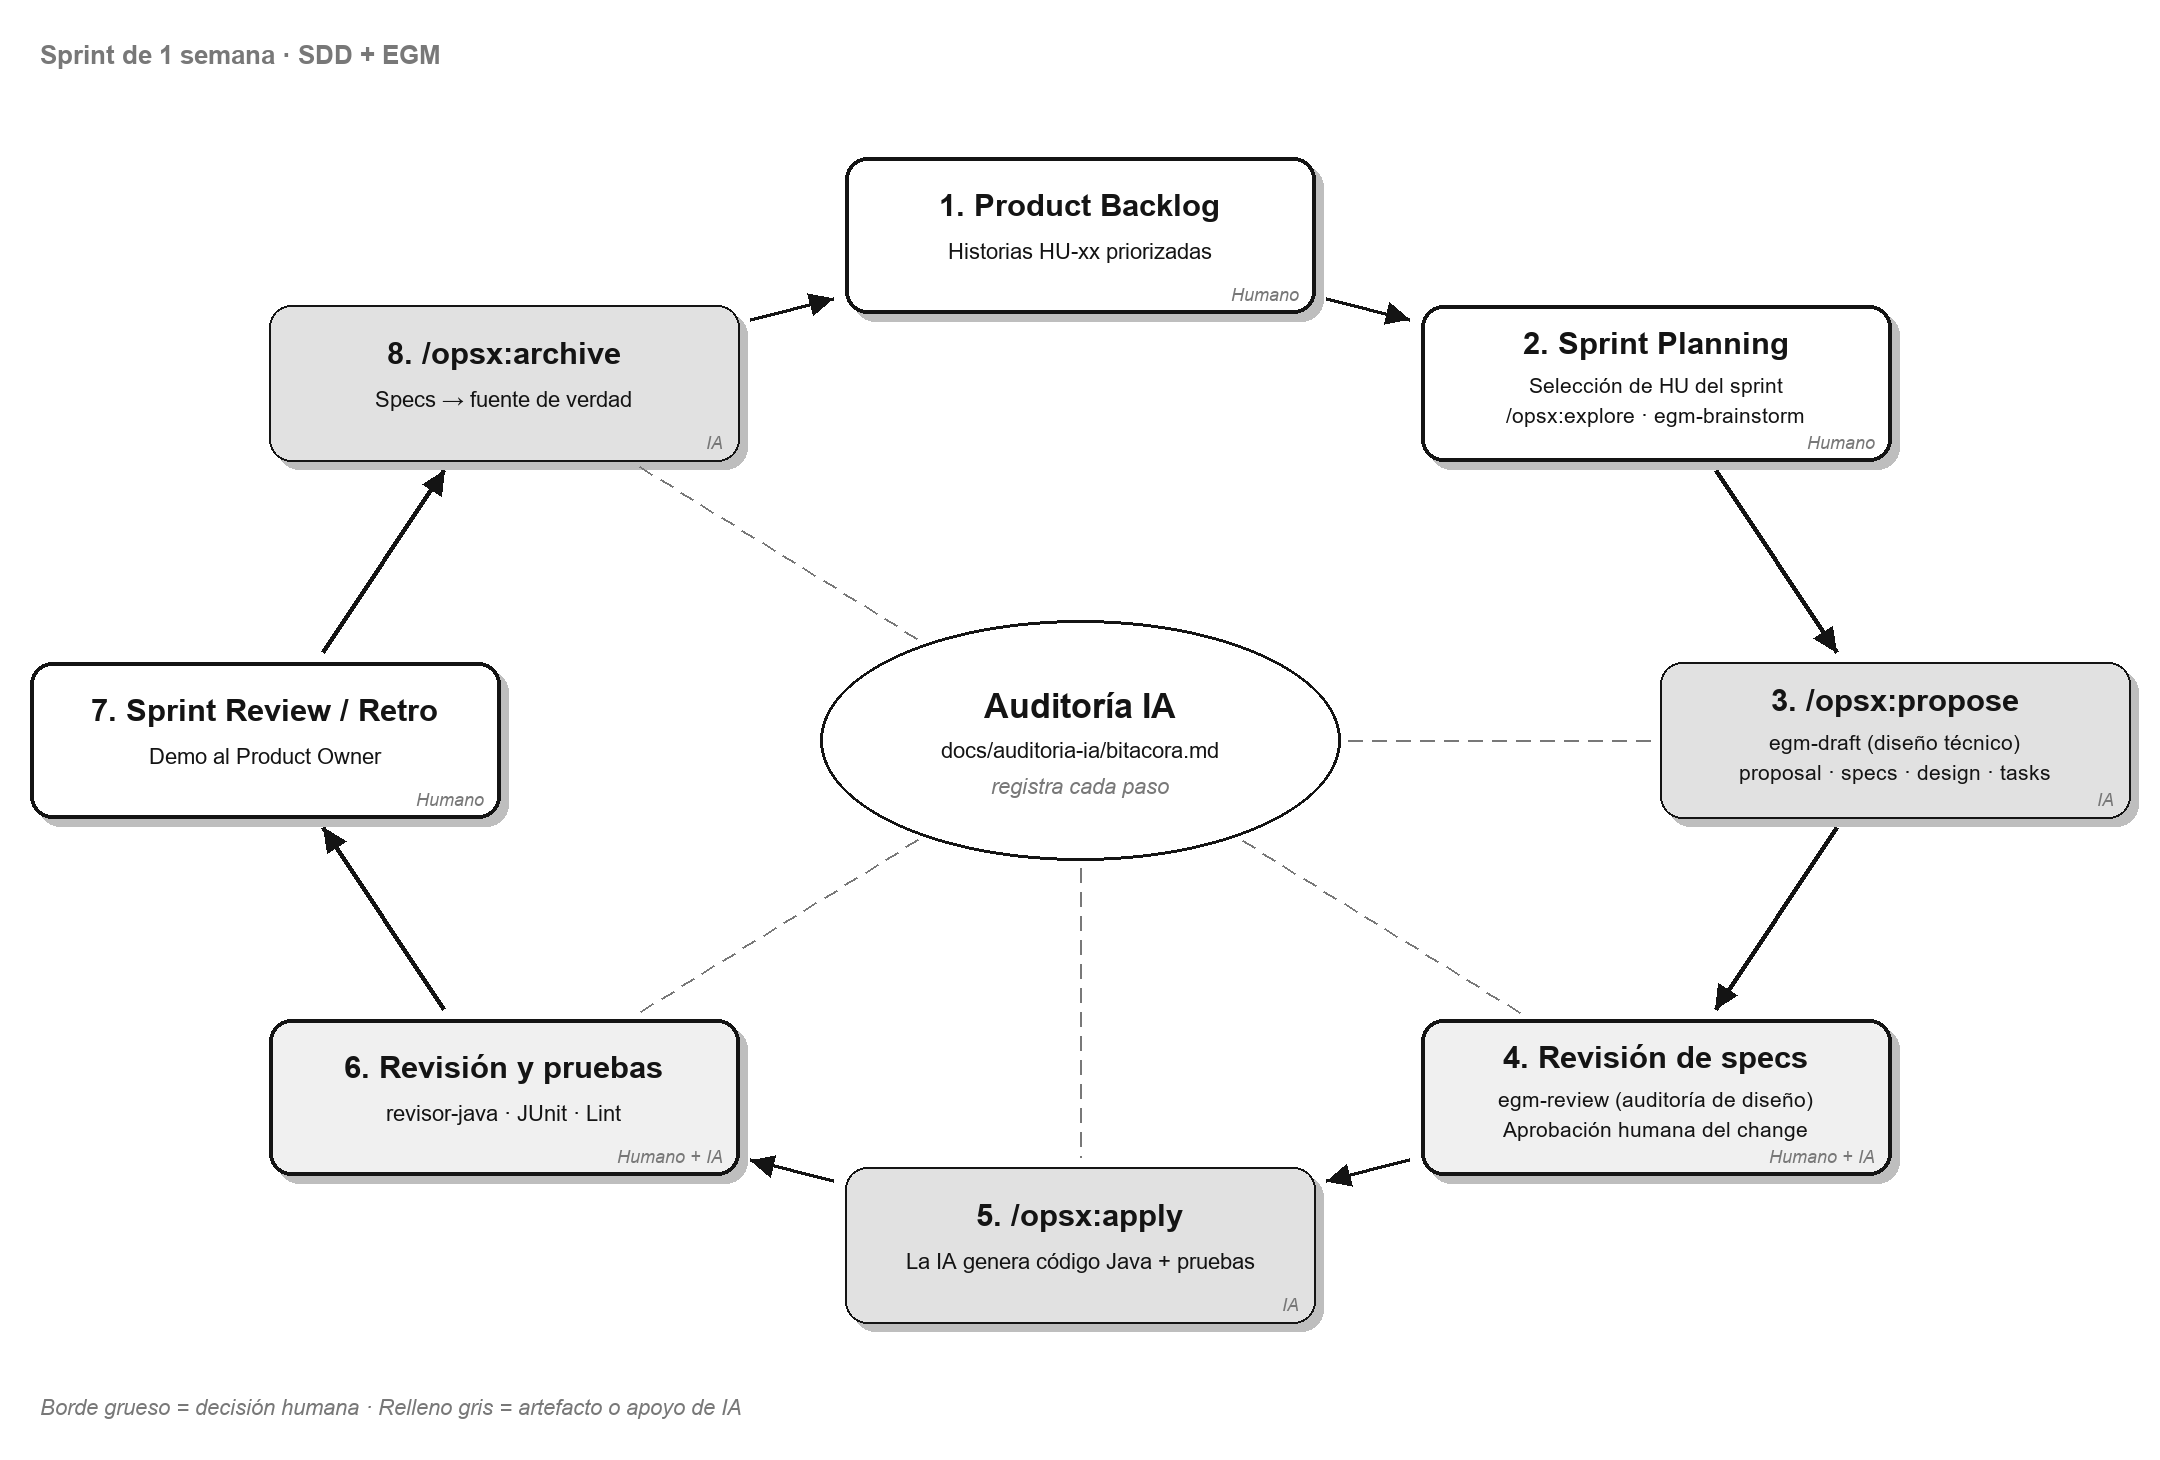 Sprint de 1 semana · SDD + EGM
1. Product Backlog
Historias HU-xx priorizadas
Humano
2. Sprint Planning
Selección de HU del sprint
/opsx:explore · egm-brainstorm
Humano
3. /opsx:propose
egm-draft (diseño técnico)
proposal · specs · design · tasks
IA
4. Revisión de specs
egm-review (auditoría de diseño)
Aprobación humana del change
Humano + IA
5. /opsx:apply
La IA genera código Java + pruebas
IA
6. Revisión y pruebas
revisor-java · JUnit · Lint
Humano + IA
7. Sprint Review / Retro
Demo al Product Owner
Humano
8. /opsx:archive
Specs → fuente de verdad
IA
Auditoría IA
docs/auditoria-ia/bitacora.md
registra cada paso
Borde grueso = decisión humana · Relleno gris = artefacto o apoyo de IA